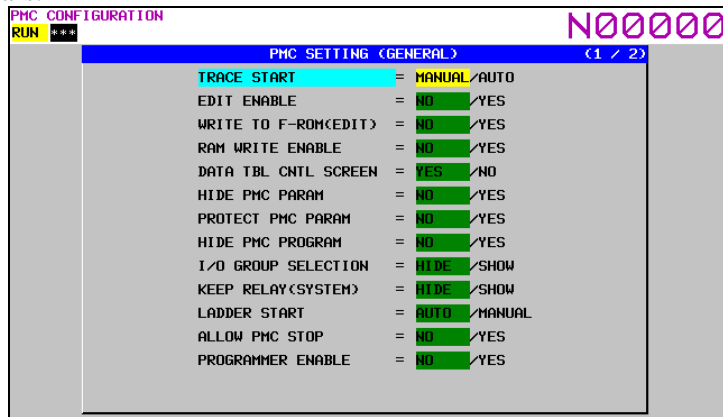 PMC CONFIGURATION
RUN *** N00000
PMC SETTING (GENERAL) (1 / 2)
TRACE START = MANUAL/AUTO
EDIT ENABLE = NO /YES
WRITE TO F-ROM(EDIT) = NO /YES
RAM WRITE ENABLE = NO /YES
DATA TBL CNTL SCREEN = YES /NO
HIDE PMC PARAM = NO /YES
PROTECT PMC PARAM = NO /YES
HIDE PMC PROGRAM = NO /YES
I/O GROUP SELECTION = HIDE /SHOW
KEEP RELAY(SYSTEM) = HIDE /SHOW
LADDER START = AUTO /MANUAL
ALLOW PMC STOP = NO /YES
PROGRAMMER ENABLE = NO /YES